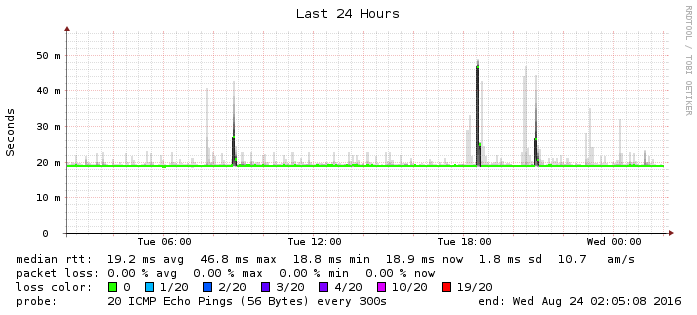 Last 24 Hours
RRDTOOL / TOBI OETIKER
Seconds
50 m
40 m
30 m
20 m
10 m
0
Tue 06:00 Tue 12:00 Tue 18:00 Wed 00:00
median rtt: 19.2 ms avg 46.8 ms max 18.8 ms min 18.9 ms now 1.8 ms sd 10.7 am/s
packet loss: 0.00 % avg 0.00 % max 0.00 % min 0.00 % now
loss color: 0 1/20 2/20 3/20 4/20 10/20 19/20
probe: 20 ICMP Echo Pings (56 Bytes) every 300s end: Wed Aug 24 02:05:08 2016